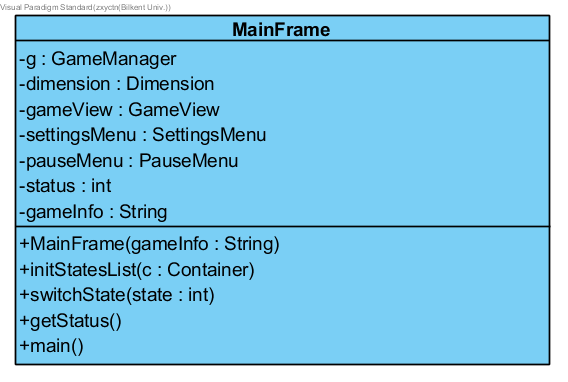 Visual Paradigm Standard(zxyctn(Bilkent Univ.))
MainFrame
-g : GameManager
-dimension : Dimension
-gameView : GameView
-settingsMenu : SettingsMenu
-pauseMenu : PauseMenu
-status : int
-gameInfo : String
+MainFrame(gameInfo : String)
+initStatesList(c : Container)
+switchState(state : int)
+getStatus()
+main()